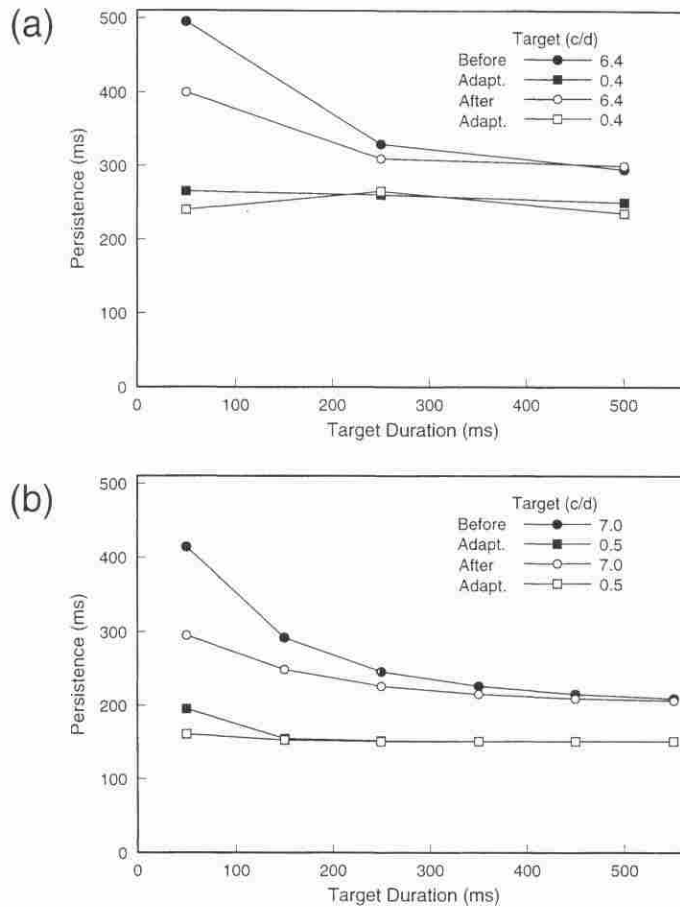 (a)
500
400
300
200
100
0
Persistence (ms)
0 100 200 300 400 500
Target Duration (ms)
Target (c/d)
Before 6.4
Adapt. 0.4
After 6.4
Adapt. 0.4
(b)
500
400
300
200
100
0
Persistence (ms)
0 100 200 300 400 500
Target Duration (ms)
Target (c/d)
Before 7.0
Adapt. 0.5
After 7.0
Adapt. 0.5